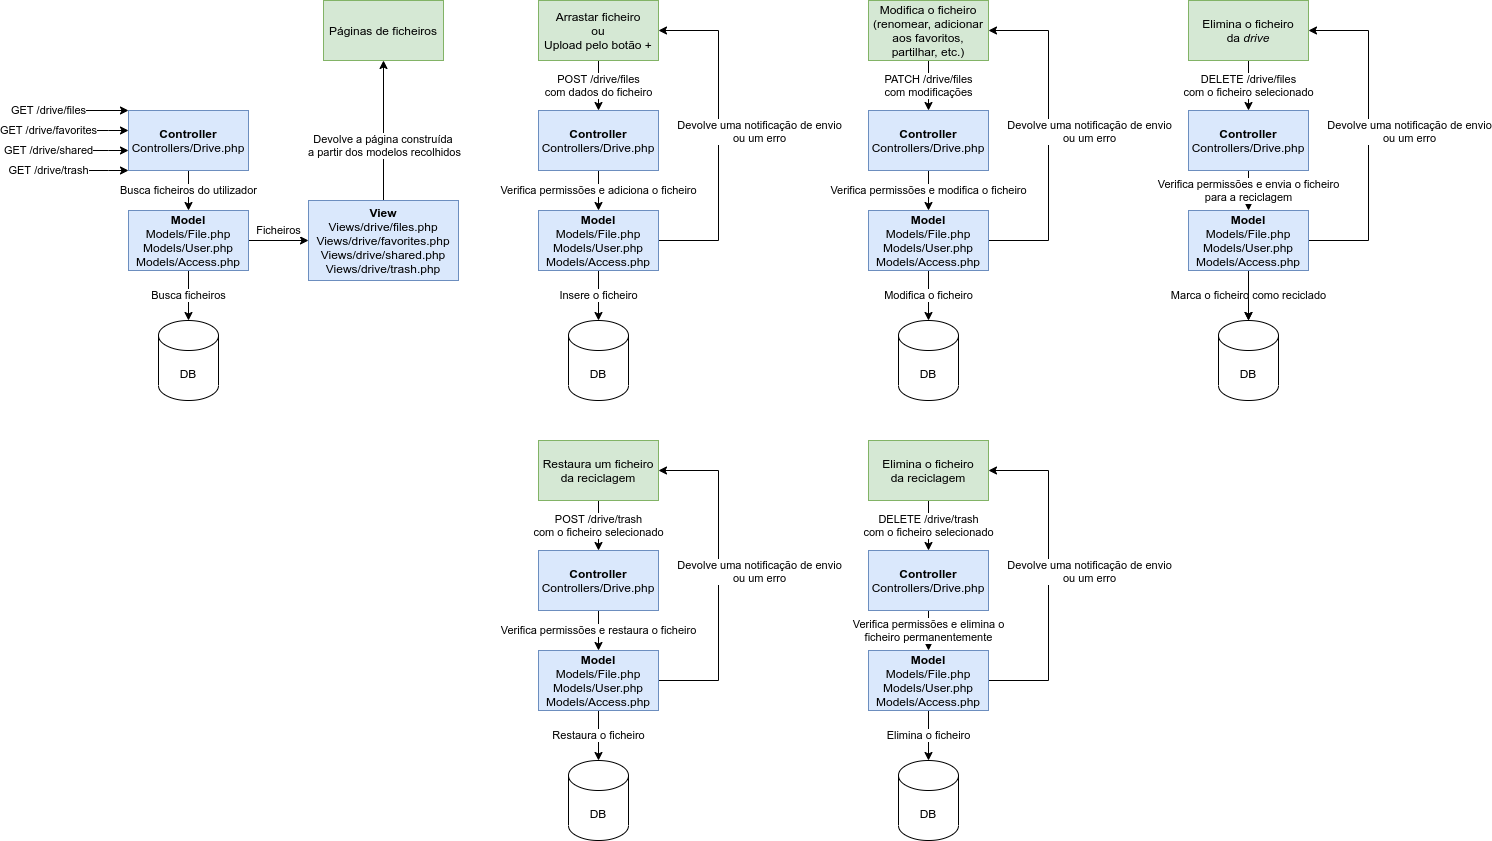 Páginas de ficheiros
GET /drive/files
GET /drive/favorites
GET /drive/shared
GET /drive/trash
Controller
Controllers/Drive.php
Busca ficheiros do utilizador
Model
Models/File.php
Models/User.php
Models/Access.php
Ficheiros
View
Views/drive/files.php
Views/drive/favorites.php
Views/drive/shared.php
Views/drive/trash.php
Devolve a página construída
a partir dos modelos recolhidos
Busca ficheiros
DB
Arrastar ficheiro
ou
Upload pelo botão +
POST /drive/files
com dados do ficheiro
Controller
Controllers/Drive.php
Verifica permissões e adiciona o ficheiro
Model
Models/File.php
Models/User.php
Models/Access.php
Devolve uma notificação de envio
ou um erro
Insere o ficheiro
DB
Modifica o ficheiro
(renomear, adicionar
aos favoritos,
partilhar, etc.)
PATCH /drive/files
com modificações
Controller
Controllers/Drive.php
Verifica permissões e modifica o ficheiro
Model
Models/File.php
Models/User.php
Models/Access.php
Devolve uma notificação de envio
ou um erro
Modifica o ficheiro
DB
Elimina o ficheiro
da drive
DELETE /drive/files
com o ficheiro selecionado
Controller
Controllers/Drive.php
Verifica permissões e envia o ficheiro
para a reciclagem
Model
Models/File.php
Models/User.php
Models/Access.php
Devolve uma notificação de envio
ou um erro
Marca o ficheiro como reciclado
DB
Restaura um ficheiro
da reciclagem
POST /drive/trash
com o ficheiro selecionado
Controller
Controllers/Drive.php
Verifica permissões e restaura o ficheiro
Model
Models/File.php
Models/User.php
Models/Access.php
Devolve uma notificação de envio
ou um erro
Restaura o ficheiro
DB
Elimina o ficheiro
da reciclagem
DELETE /drive/trash
com o ficheiro selecionado
Controller
Controllers/Drive.php
Verifica permissões e elimina o
ficheiro permanentemente
Model
Models/File.php
Models/User.php
Models/Access.php
Devolve uma notificação de envio
ou um erro
Elimina o ficheiro
DB